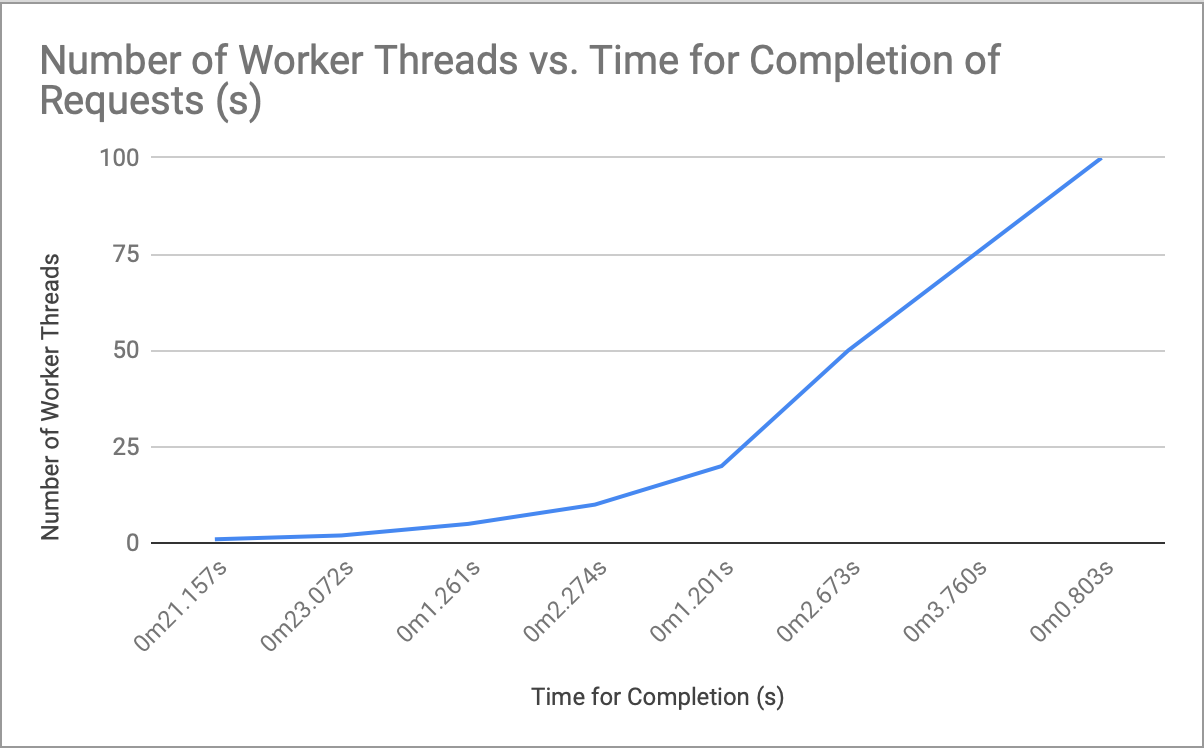 Number of Worker Threads vs. Time for Completion of
Requests (s)
100
75
50
25
0
Number of Worker Threads
0m21.157s
0m23.072s
0m1.261s
0m2.274s
0m1.201s
0m2.673s
0m3.760s
0m0.803s
Time for Completion (s)